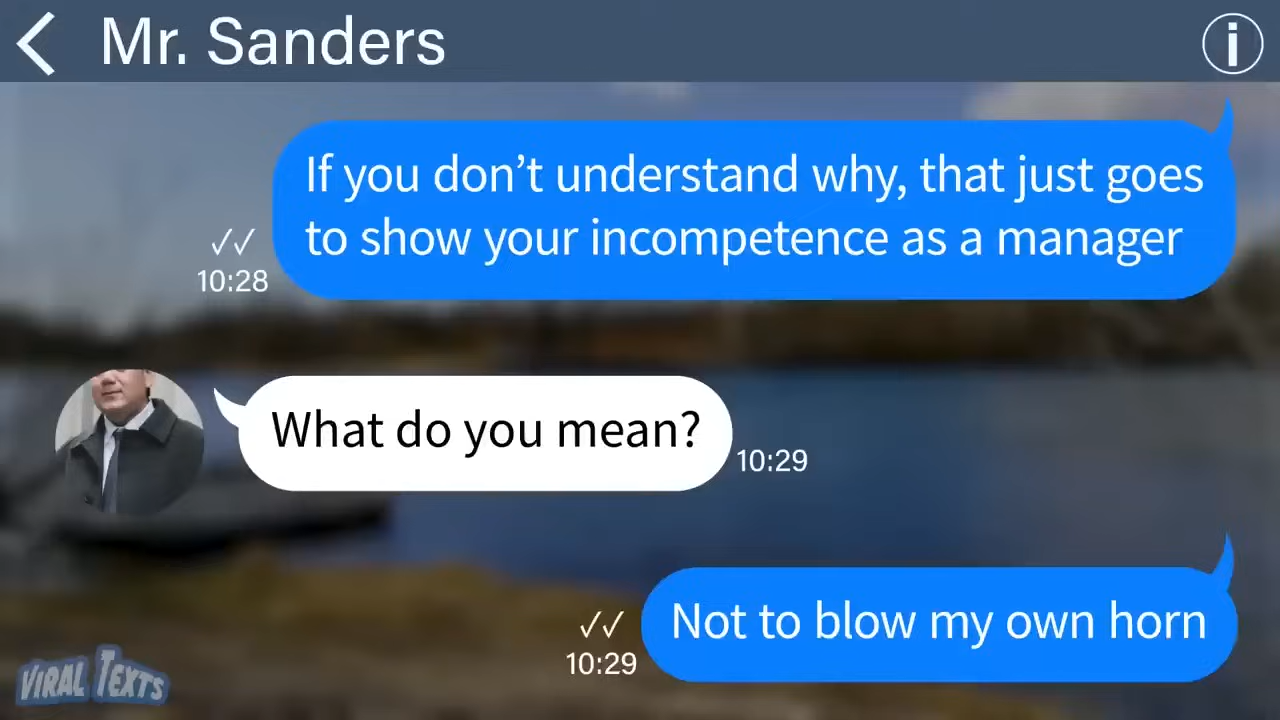 Mr. Sanders
i
If you don’t understand why, that just goes
to show your incompetence as a manager
10:28
What do you mean?
10:29
Not to blow my own horn
10:29
VIRAL TEXTS